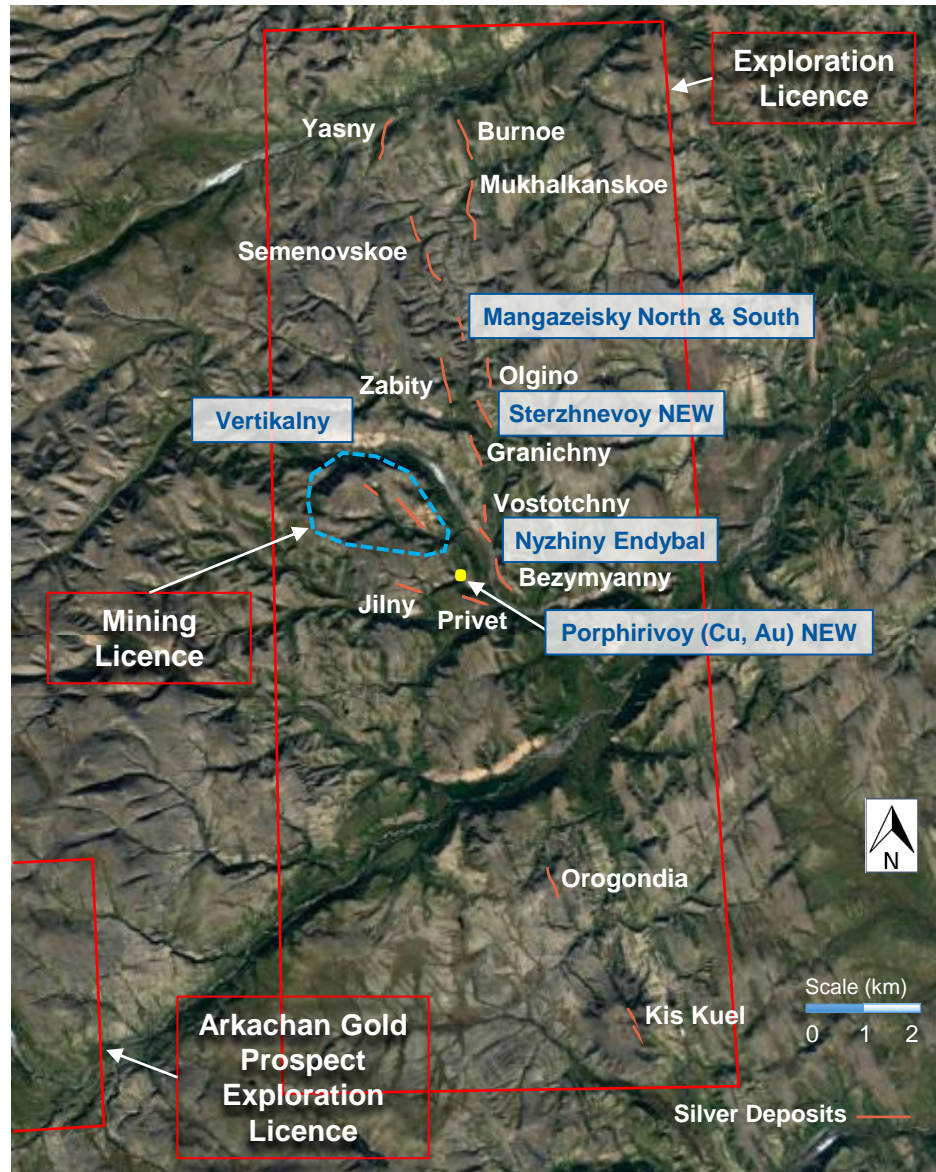 Exploration
Licence
Yasny
Burnoe
Mukhalkanskoe
Semenovskoe
Mangazeisky North & South
Zabity
Olgino
Vertikalny
Sterzhnevoy NEW
Granichny
Vostotchny
Nyzhiny Endybal
Bezymyanny
Jilny
Privet
Mining
Licence
Porphirivoy (Cu, Au) NEW
N
Orogondia
Scale (km)
0 1 2
Kis Kuel
Arkachan Gold
Prospect
Exploration
Licence
Silver Deposits